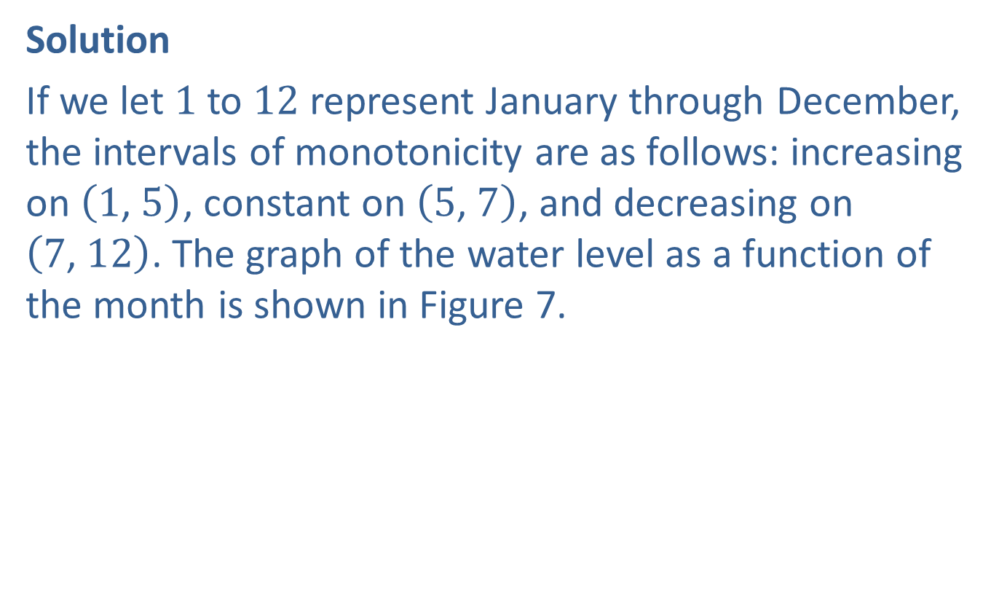 Solution
If we let 1 to 12 represent January through December,
the intervals of monotonicity are as follows: increasing
on (1, 5), constant on (5, 7), and decreasing on
(7, 12). The graph of the water level as a function of
the month is shown in Figure 7.